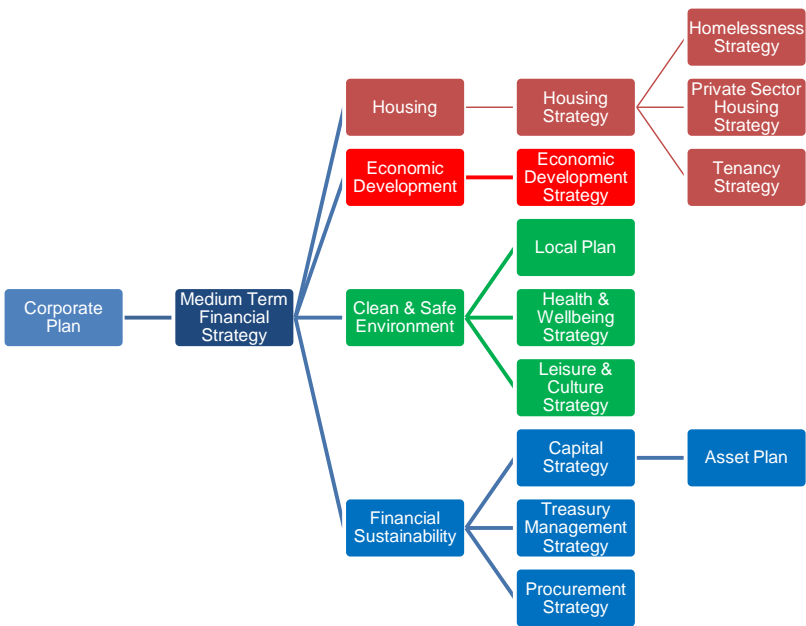 Corporate
Plan
Medium Term
Financial
Strategy
Housing
Housing
Strategy
Homelessness
Strategy
Private Sector
Housing
Strategy
Tenancy
Strategy
Economic
Development
Economic
Development
Strategy
Clean & Safe
Environment
Local Plan
Health &
Wellbeing
Strategy
Leisure &
Culture
Strategy
Financial
Sustainability
Capital
Strategy
Asset Plan
Treasury
Management
Strategy
Procurement
Strategy